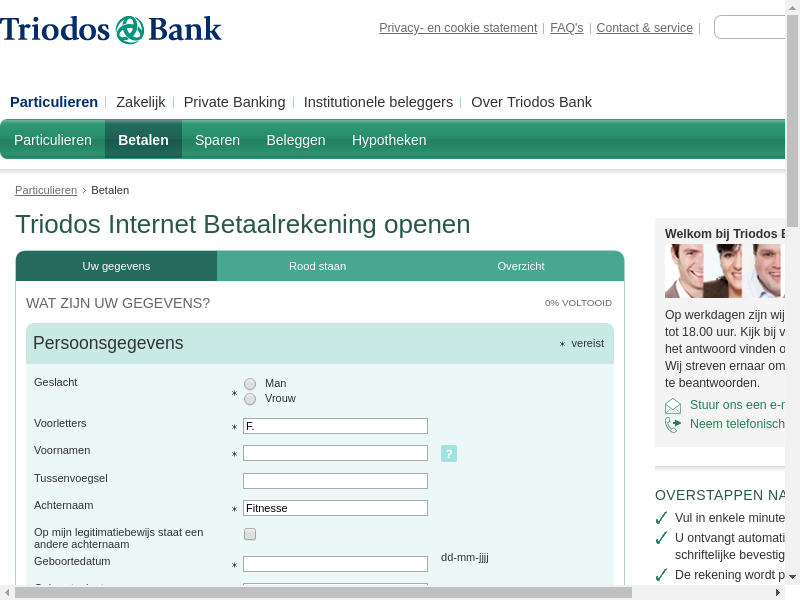 Triodos Bank
Privacy- en cookie statement | FAQ's | Contact & service |
Particulieren | Zakelijk | Private Banking | Institutionele beleggers | Over Triodos Bank
Particulieren Betalen Sparen Beleggen Hypotheken
Particulieren › Betalen
Triodos Internet Betaalrekening openen
Uw gegevens Rood staan Overzicht
WAT ZIJN UW GEGEVENS? 0% VOLTOOID
Persoonsgegevens * vereist
Geslacht * Man
Vrouw
Voorletters * F.
Voornamen * ?
Tussenvoegsel
Achternaam * Fitnesse
Op mijn legitimatiebewijs staat een
andere achternaam
Geboortedatum * dd-mm-jjjj
Welkom bij Triodos
Op werkdagen zijn wij
tot 18.00 uur. Kijk bij v
het antwoord vinden o
Wij streven ernaar om
te beantwoorden.
Stuur ons een e-
Neem telefonisch
OVERSTAPPEN NA
Vul in enkele minute
U ontvangt automati
schriftelijke bevestig
De rekening wordt p